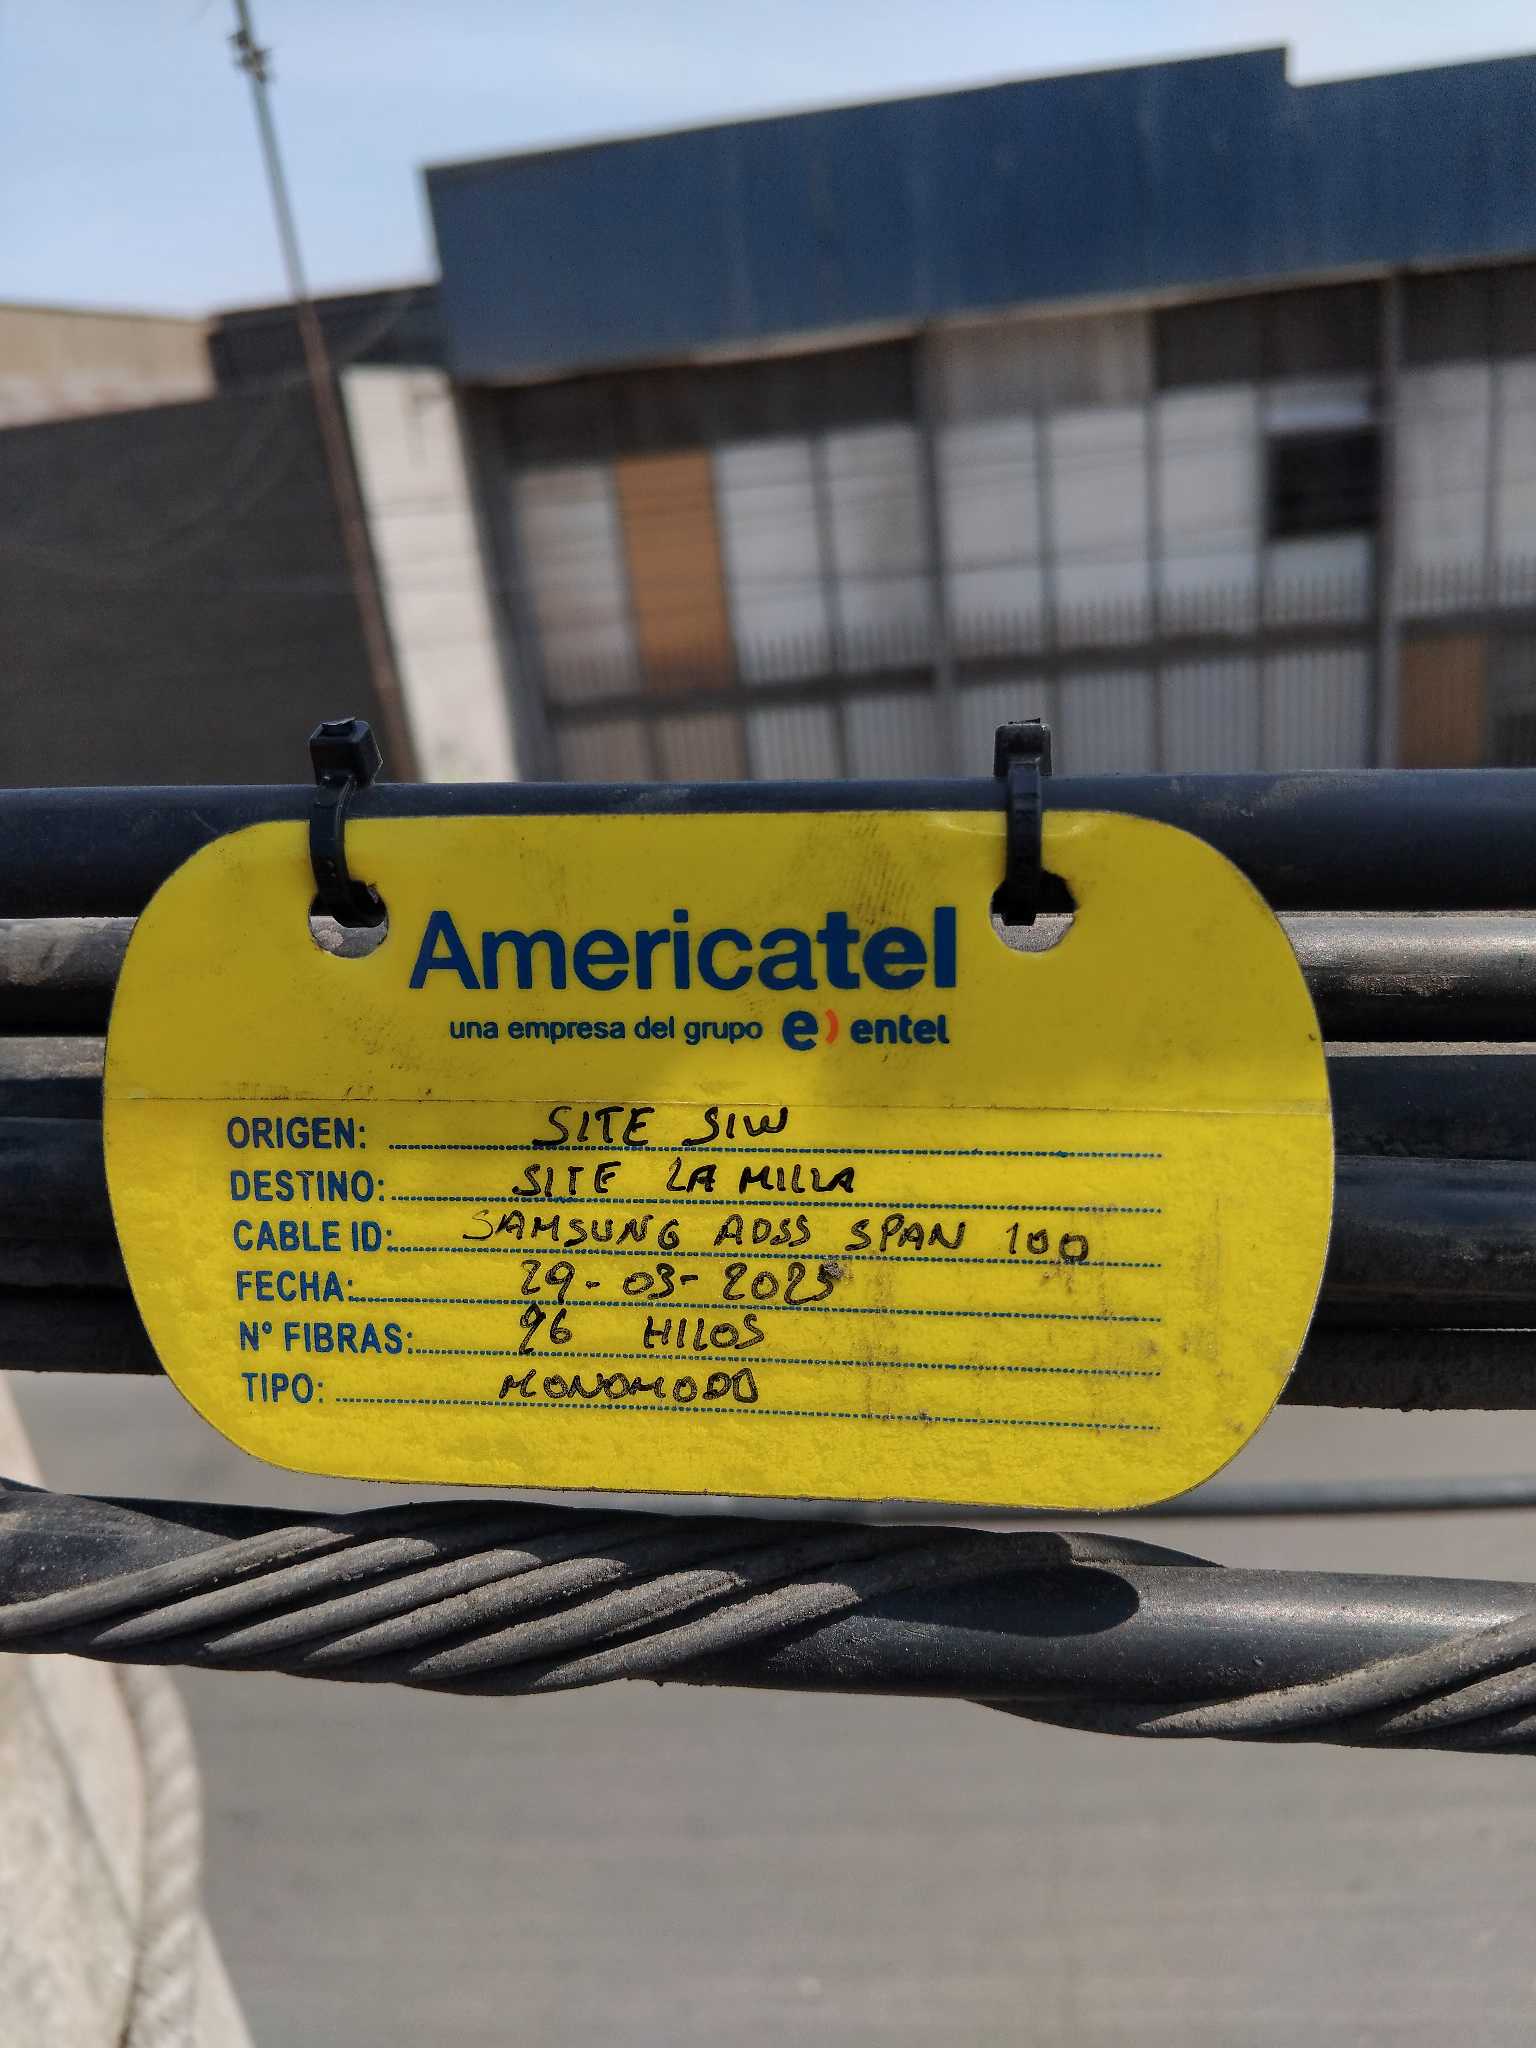 Americatel
una empresa del grupo e) entel
ORIGEN: SITE SIW
DESTINO: SITE LA MILLA
CABLE ID: SAMSUNG ADSS SPAN 100
FECHA: 29-03-2025
N° FIBRAS: 96 HILOS
TIPO: MONOMODO